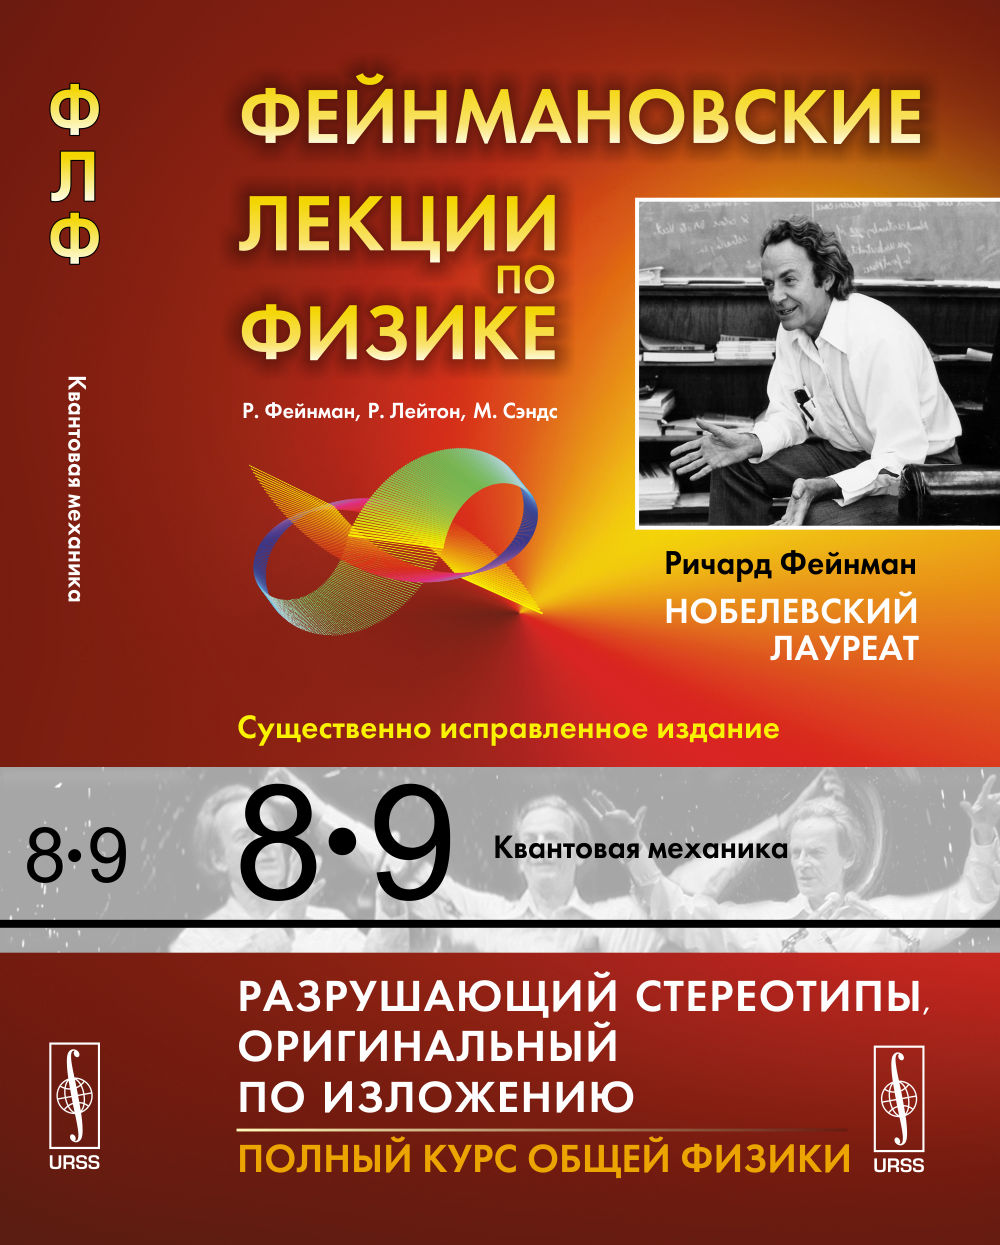 Ф
Л
Ф
Квантовая механика
8•9
URSS
ФЕЙНМАНОВСКИЕ
ЛЕКЦИИ
ПО
ФИЗИКЕ
Р. Фейнман, Р. Лейтон, М. Сэндс
Ричард Фейнман
НОБЕЛЕВСКИЙ
ЛАУРЕАТ
Существенно исправленное издание
8•9
Квантовая механика
РАЗРУШАЮЩИЙ СТЕРЕОТИПЫ,
ОРИГИНАЛЬНЫЙ
ПО ИЗЛОЖЕНИЮ
ПОЛНЫЙ КУРС ОБЩЕЙ ФИЗИКИ
URSS